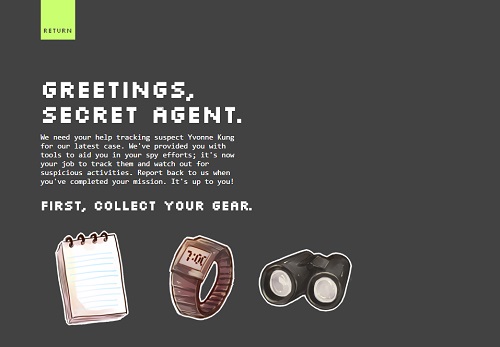 RETURN
GREETINGS,
SECRET AGENT.
We need your help tracking suspect Yvonne Kung
for our latest case. We've provided you with
tools to aid you in your spy efforts; it's now
your job to track them and watch out for
suspicious activities. Report back to us when
you've completed your mission. It's up to you!
FIRST, COLLECT YOUR GEAR.
7:00